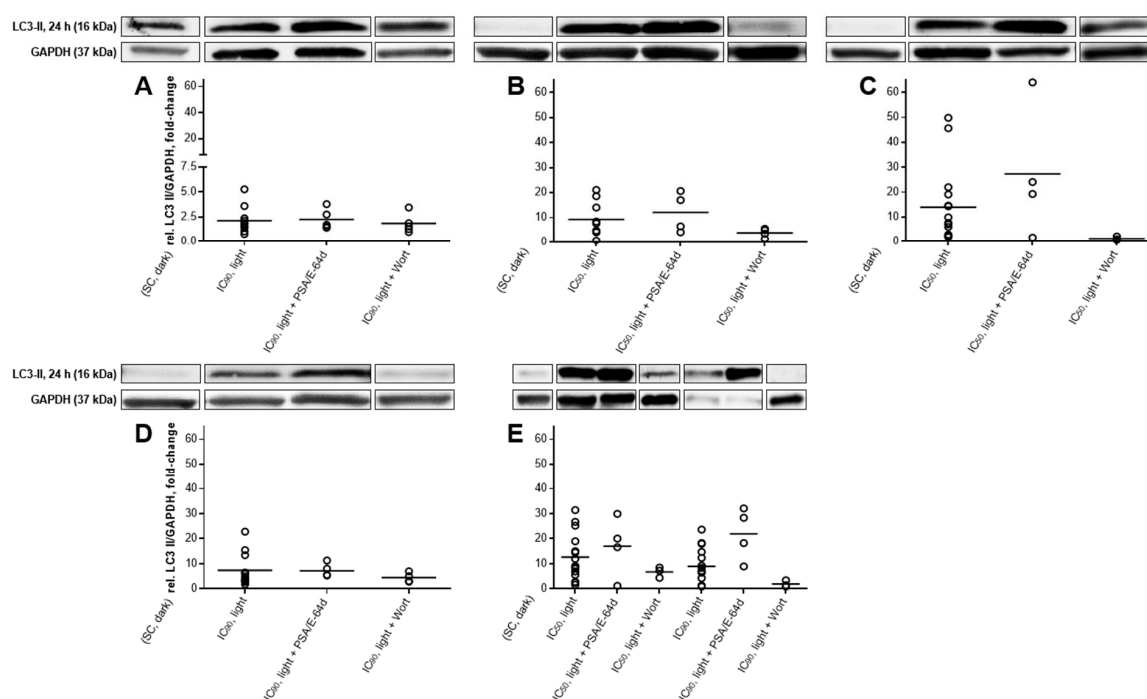 LC3-II, 24 h (16 kDa)
GAPDH (37 kDa)
A
B
C
rel. LC3 II/GAPDH, fold-change
60
40
20
7.5
5.0
2.5
0.0
60
50
40
30
20
10
0
60
50
40
30
20
10
0
(SC, dark)
IC90, light
IC90, light + PSA/E-64d
IC90, light + Wort
(SC, dark)
IC50, light
IC50, light + PSA/E-64d
IC50, light + Wort
(SC, dark)
IC50, light
IC50, light + PSA/E-64d
IC50, light + Wort
LC3-II, 24 h (16 kDa)
GAPDH (37 kDa)
D
E
rel. LC3 II/GAPDH, fold-change
60
50
40
30
20
10
0
60
50
40
30
20
10
0
(SC, dark)
IC90, light
IC90, light + PSA/E-64d
IC90, light + Wort
(SC, dark)
IC50, light
IC50, light + PSA/E-64d
IC50, light + Wort
IC90, light
IC90, light + PSA/E-64d
IC90, light + Wort